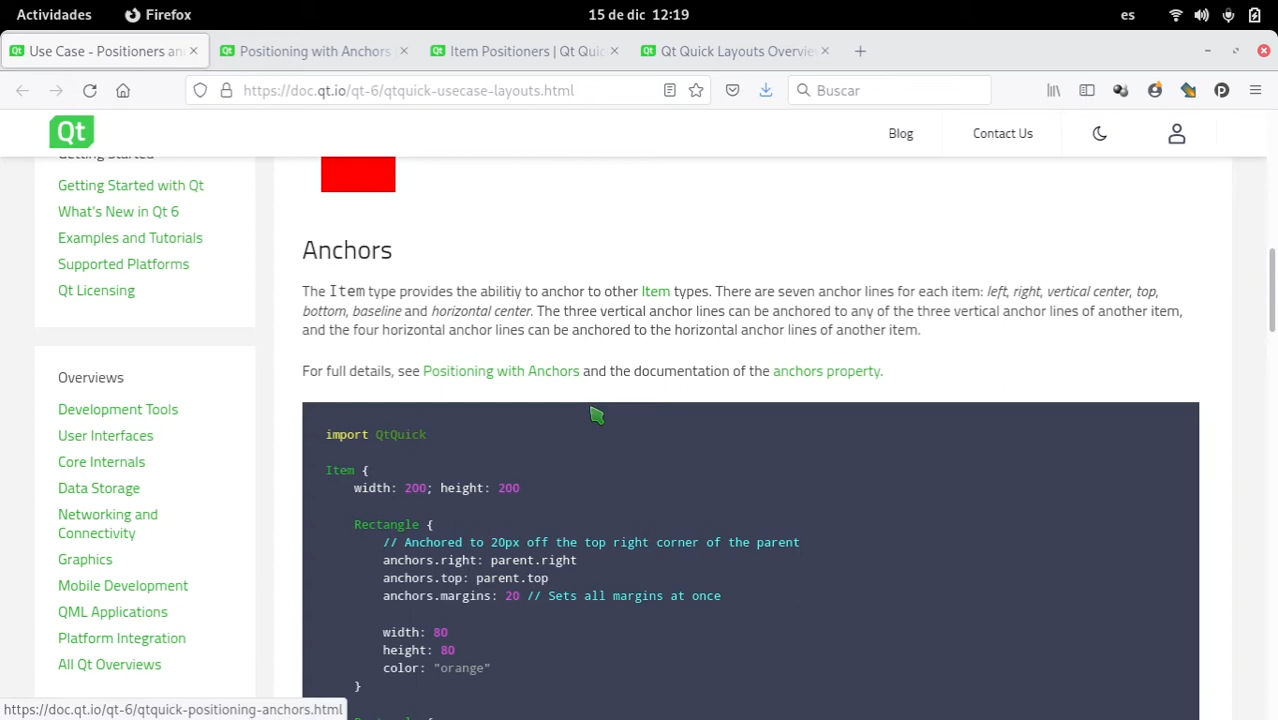 Actividades Firefox 15 de dic 12:19 es
Use Case - Positioners an Positioning with Anchors Item Positioners | Qt Quic Qt Quick Layouts Overvie
https://doc.qt.io/qt-6/qtquick-usecase-layouts.html Buscar
Qt Blog Contact Us
Getting Started
Getting Started with Qt
What's New in Qt 6
Examples and Tutorials
Supported Platforms
Qt Licensing
Overviews
Development Tools
User Interfaces
Core Internals
Data Storage
Networking and
Connectivity
Graphics
Mobile Development
QML Applications
Platform Integration
All Qt Overviews
Anchors
The Item type provides the abilitiy to anchor to other Item types. There are seven anchor lines for each item: left, right, vertical center, top,
bottom, baseline and horizontal center. The three vertical anchor lines can be anchored to any of the three vertical anchor lines of another item,
and the four horizontal anchor lines can be anchored to the horizontal anchor lines of another item.
For full details, see Positioning with Anchors and the documentation of the anchors property.
import QtQuick
Item {
width: 200; height: 200
Rectangle {
// Anchored to 20px off the top right corner of the parent
anchors.right: parent.right
anchors.top: parent.top
anchors.margins: 20 // Sets all margins at once
width: 80
height: 80
color: "orange"
}
Rectangle {
https://doc.qt.io/qt-6/qtquick-positioning-anchors.html